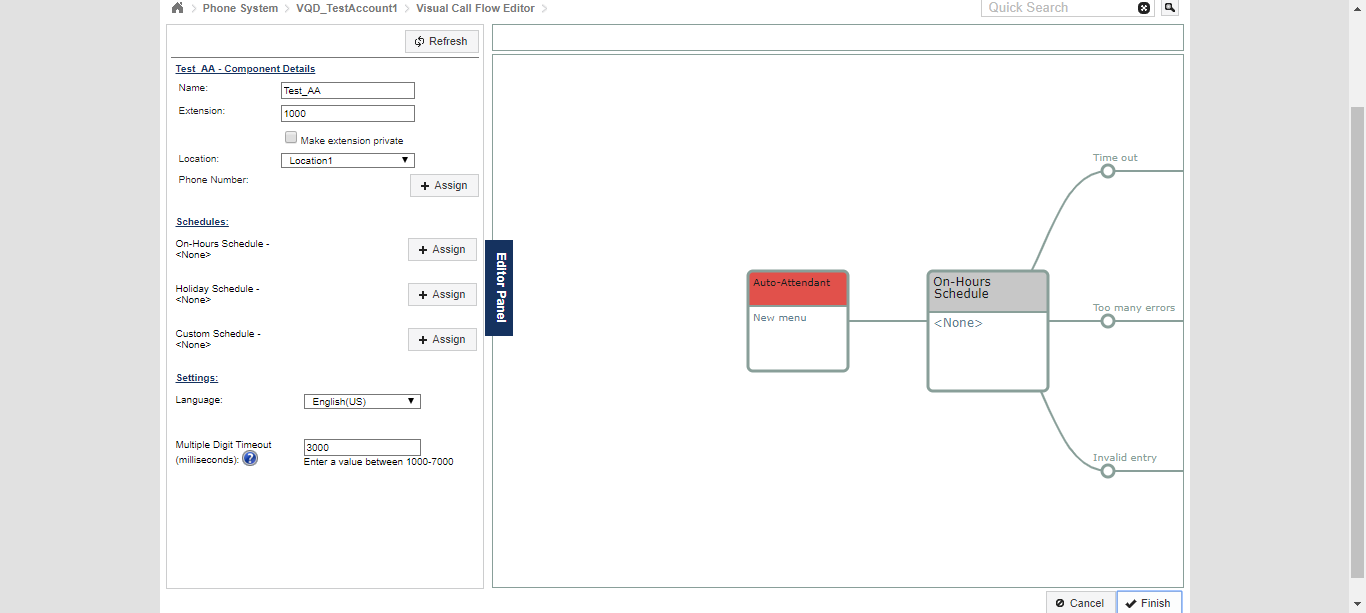 Phone System VQD_TestAccount1 Visual Call Flow Editor
Quick Search
Refresh
Test_AA - Component Details
Name: Test_AA
Extension: 1000
Make extension private
Location: Location1
Phone Number:
Assign
Schedules:
On-Hours Schedule -
<None>
Assign
Holiday Schedule -
<None>
Assign
Custom Schedule -
<None>
Assign
Settings:
Language: English(US)
Multiple Digit Timeout
(milliseconds): ?
3000
Enter a value between 1000-7000
Editor Panel
Auto-Attendant
New menu
On-Hours
Schedule
<None>
Time out
Too many errors
Invalid entry
Cancel
Finish